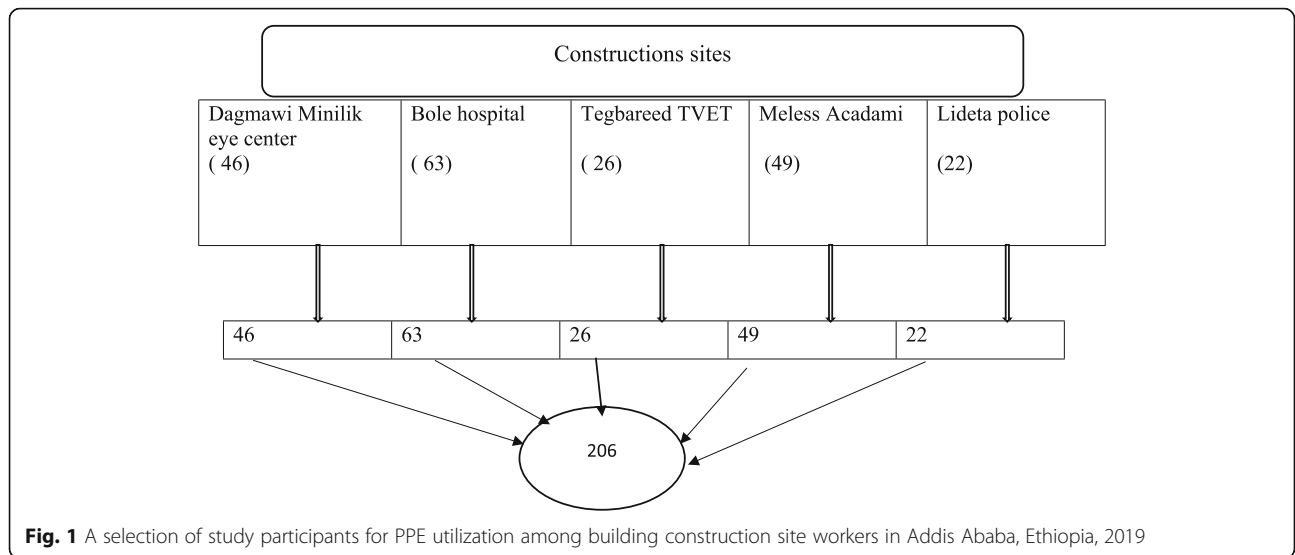 Constructions sites
Dagmawi Minilik
eye center
( 46)
Bole hospital
( 63)
Tegbareed TVET
( 26)
Meless Acadami
(49)
Lideta police
(22)
46
63
26
49
22
206
Fig. 1 A selection of study participants for PPE utilization among building construction site workers in Addis Ababa, Ethiopia, 2019